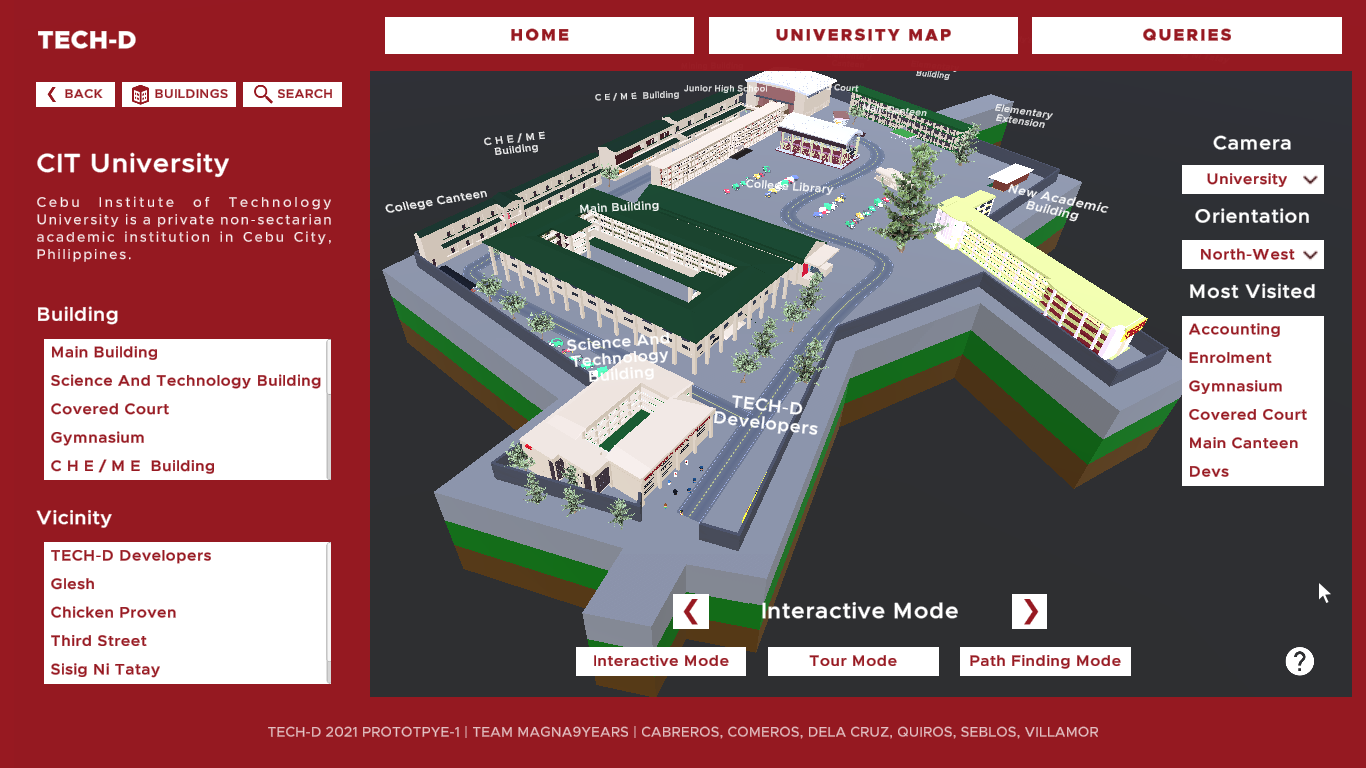 TECH-D
HOME
UNIVERSITY MAP
QUERIES
BACK
BUILDINGS
SEARCH
CIT University
Cebu Institute of Technology
University is a private non-sectarian
academic institution in Cebu City,
Philippines.
Building
Main Building
Science And Technology Building
Covered Court
Gymnasium
C H E / M E Building
Vicinity
TECH-D Developers
Glesh
Chicken Proven
Third Street
Sisig Ni Tatay
Building
Junior High School
Court
C E / M E Building
Main Canteen
Elementary
Extension
C H E / M E
Building
College Library
College Canteen
Main Building
New Academic
Building
Science And
Technology
Building
TECH-D
Developers
Camera
University
Orientation
North-West
Most Visited
Accounting
Enrolment
Gymnasium
Covered Court
Main Canteen
Devs
❮
Interactive Mode
❯
Interactive Mode
Tour Mode
Path Finding Mode
?
TECH-D 2021 PROTOTPYE-1 | TEAM MAGNA9YEARS | CABREROS, COMEROS, DELA CRUZ, QUIROS, SEBLOS, VILLAMOR